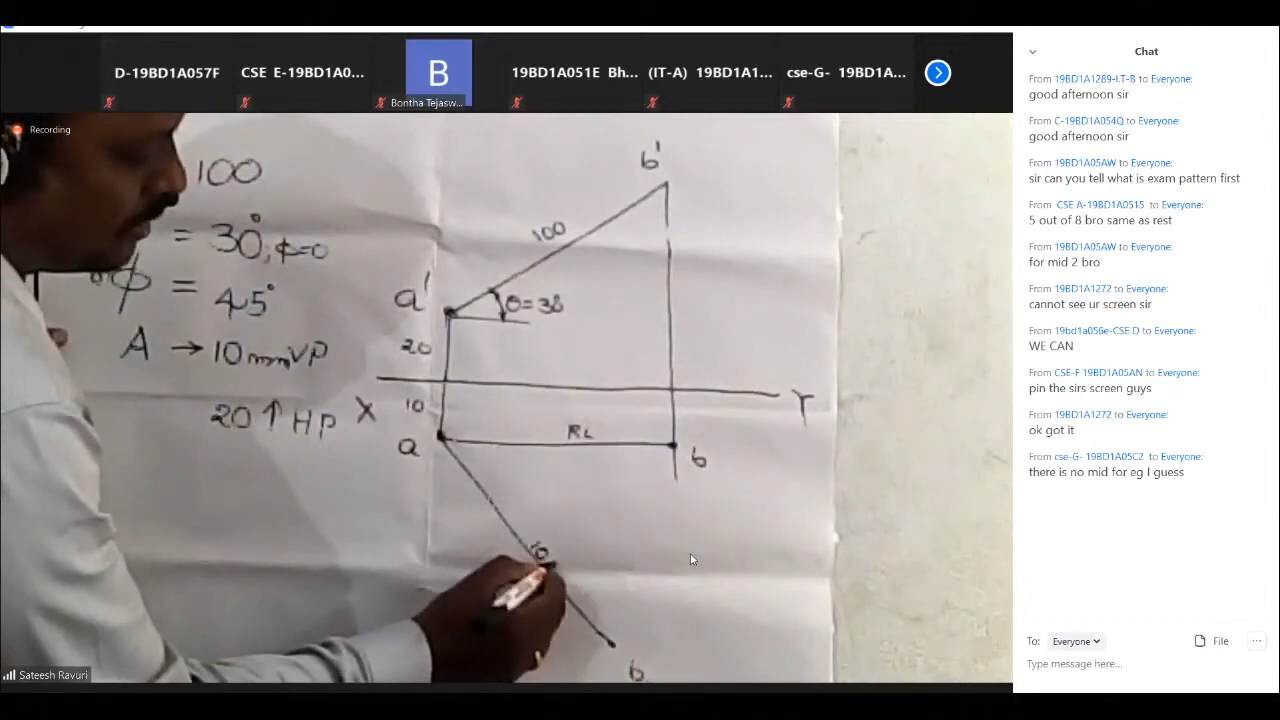 D-19BD1A057F
CSE E-19BD1A0...
B
Bontha Tejasw...
19BD1A051E Bh...
(IT-A) 19BD1A1...
cse-G- 19BD1A...
Recording
100
= 30°, ϕ=0
ϕ = 45°
A → 10mm VP
20 ↑ HP
b'
100
a'
θ=30
20
X
Y
10
a
RL
b
b
Sateesh Ravuri
Chat
From 19BD1A1289-I.T-B to Everyone:
good afternoon sir
From C-19BD1A054Q to Everyone:
good afternoon sir
From 19BD1A05AW to Everyone:
sir can you tell what is exam pattern first
From CSE A-19BD1A0515 to Everyone:
5 out of 8 bro same as rest
From 19BD1A05AW to Everyone:
for mid 2 bro
From 19BD1A1272 to Everyone:
cannot see ur screen sir
From 19bd1a056e-CSE D to Everyone:
WE CAN
From CSE-F 19BD1A05AN to Everyone:
pin the sirs screen guys
From 19BD1A1272 to Everyone:
ok got it
From cse-G- 19BD1A05C2 to Everyone:
there is no mid for eg I guess
To: Everyone
File
Type message here...